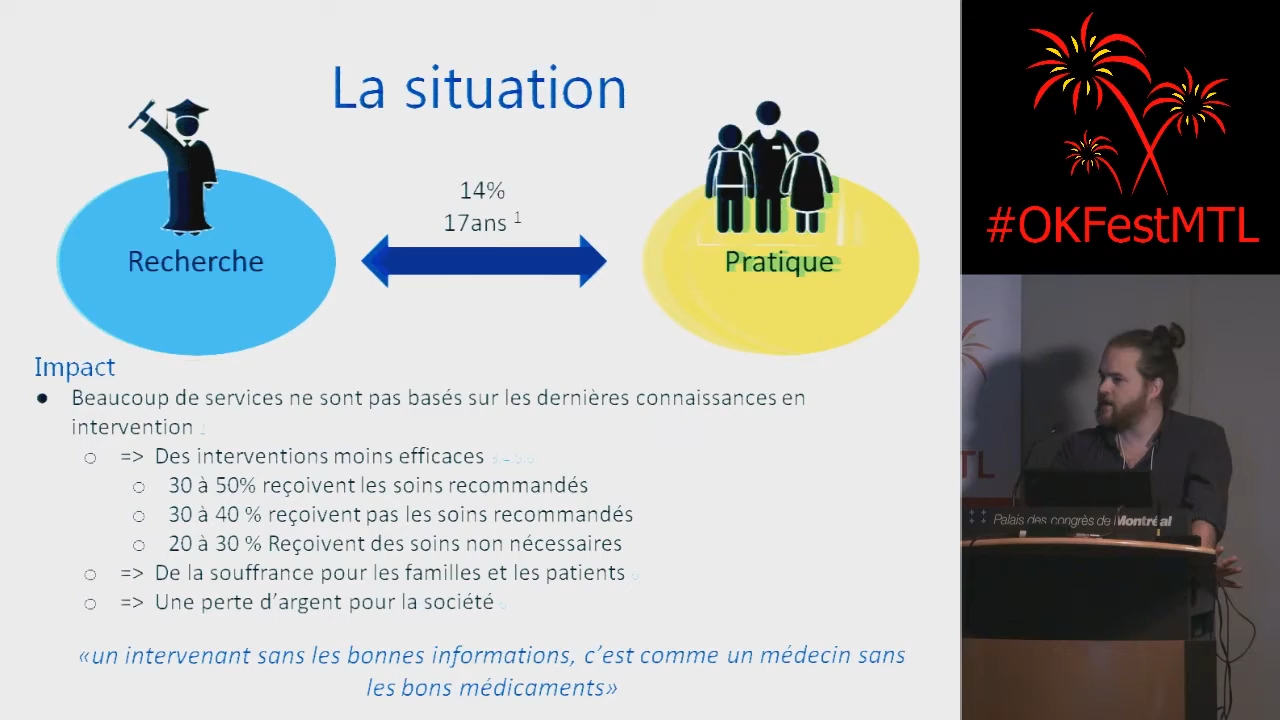 La situation
14%
17ans 1
Recherche
Pratique
Impact
● Beaucoup de services ne sont pas basés sur les dernières connaissances en
intervention
○ => Des interventions moins efficaces
○ 30 à 50% reçoivent les soins recommandés
○ 30 à 40 % reçoivent pas les soins recommandés
○ 20 à 30 % Reçoivent des soins non nécessaires
○ => De la souffrance pour les familles et les patients
○ => Une perte d’argent pour la société
«un intervenant sans les bonnes informations, c’est comme un médecin sans
les bons médicaments»
#OKFestMTL
TL
Palais des congrès de Montréal